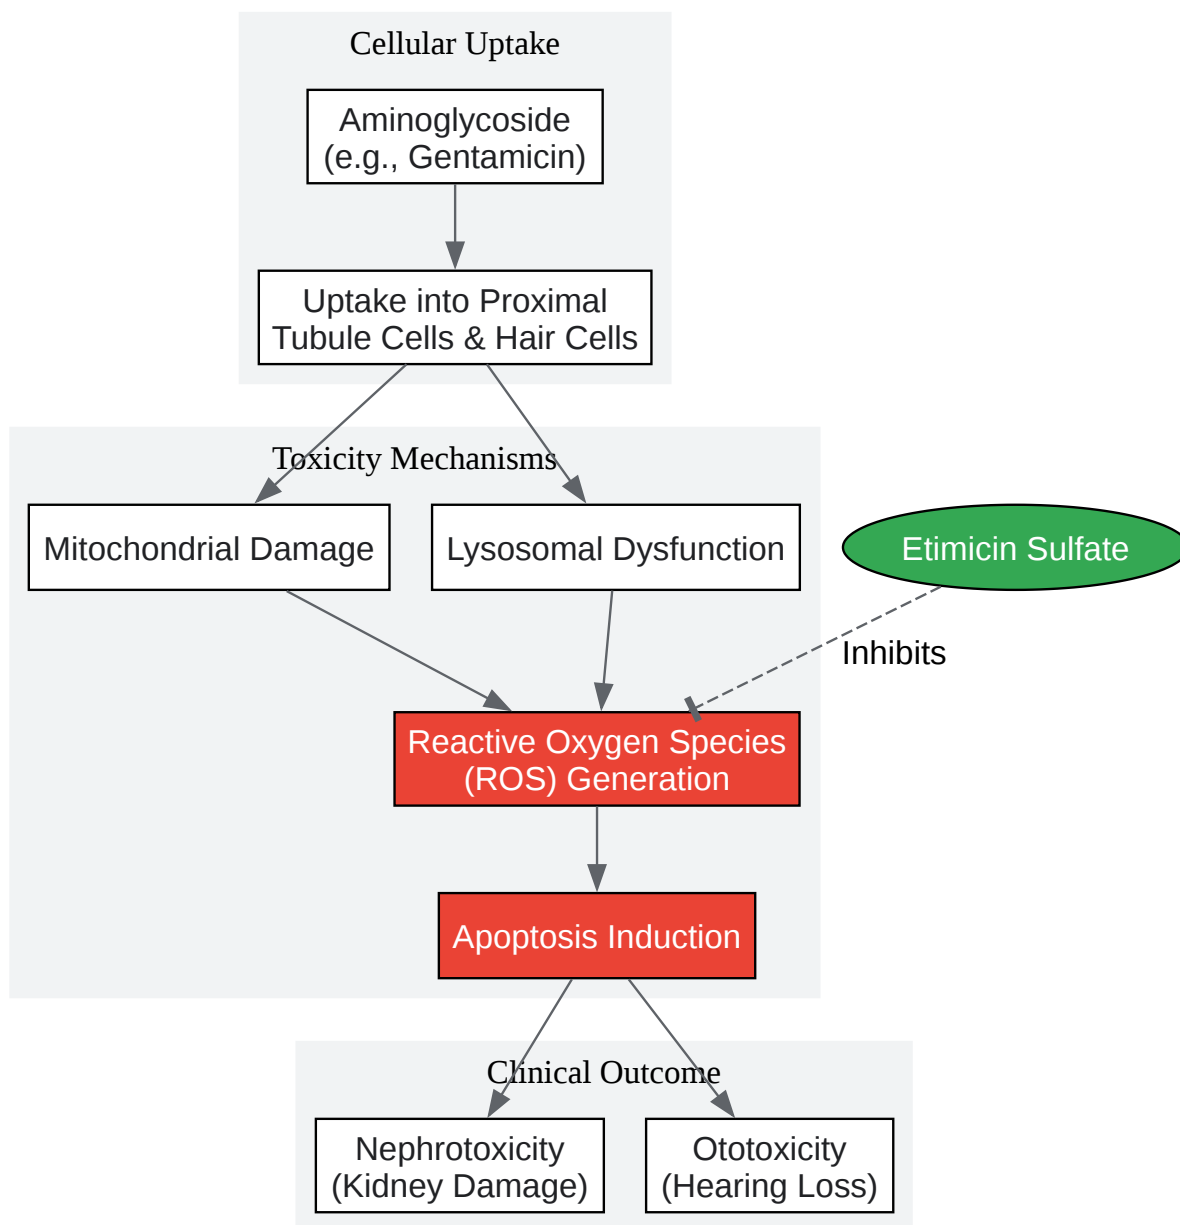 Cellular Uptake
Aminoglycoside
(e.g., Gentamicin)
Uptake into Proximal
Tubule Cells & Hair Cells
Toxicity Mechanisms
Mitochondrial Damage
Lysosomal Dysfunction
Etimicin Sulfate
Inhibits
Reactive Oxygen Species
(ROS) Generation
Apoptosis Induction
Clinical Outcome
Nephrotoxicity
(Kidney Damage)
Ototoxicity
(Hearing Loss)